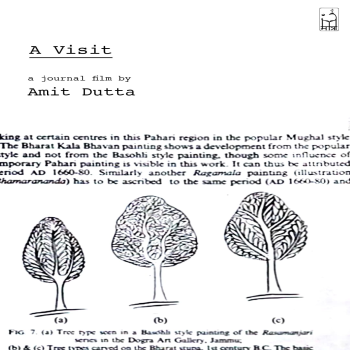 A Visit
a journal film by
Amit Dutta
king at certain centres in this Pahari region in the popular Mughal style
The Bharat Kala Bhavan painting shows a development from the popular
tyle and not from the Basohli style painting, though some influence of
mporary Pahari painting is visible in this work. It can thus be attributed
eriod AD 1660-80. Similarly another Ragamala painting (illustration
Bhamarananda) has to be ascribed to the same period (AD 1660-80) and
(a) (b) (c)
FIG 7. (a) Tree type seen in a Basohli style painting of the Rasamanjari
series in the Dogra Art Gallery, Jammu;
(b) & (c) Tree types carved on the Bharat stupa, 1st century B.C. The basic